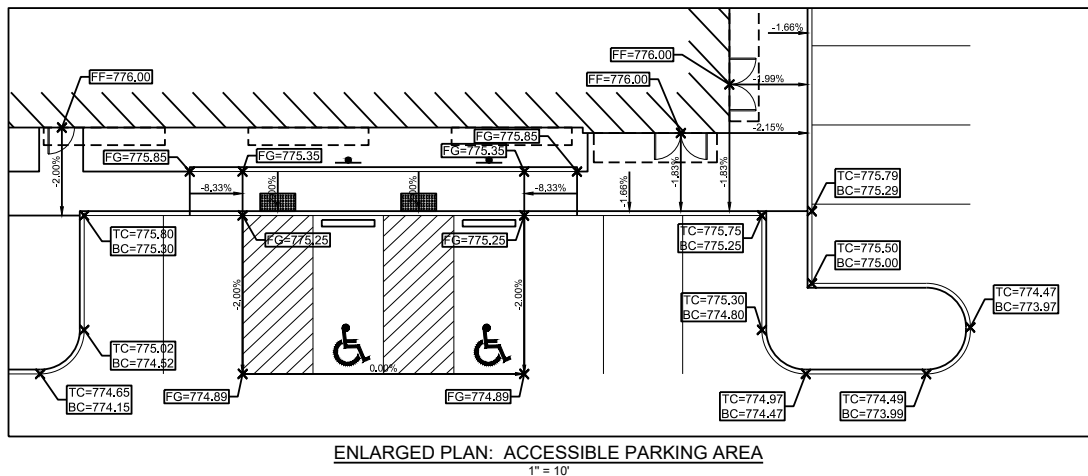 -1.66%
FF=776.00
FF=776.00
FF=776.00
-1.99%
-2.15%
FG=775.85
FG=775.85
FG=775.35
FG=775.35
-2.00%
-8.33%
-8.33%
-1.66%
-1.83%
-1.83%
TC=775.79
BC=775.29
TC=775.80
BC=775.30
FG=775.25
FG=775.25
TC=775.75
BC=775.25
TC=775.50
BC=775.00
-2.00%
-2.00%
TC=775.30
BC=774.80
TC=774.47
BC=773.97
TC=775.02
BC=774.52
0.00%
TC=774.65
BC=774.15
FG=774.89
FG=774.89
TC=774.97
BC=774.47
TC=774.49
BC=773.99
ENLARGED PLAN: ACCESSIBLE PARKING AREA
1" = 10'